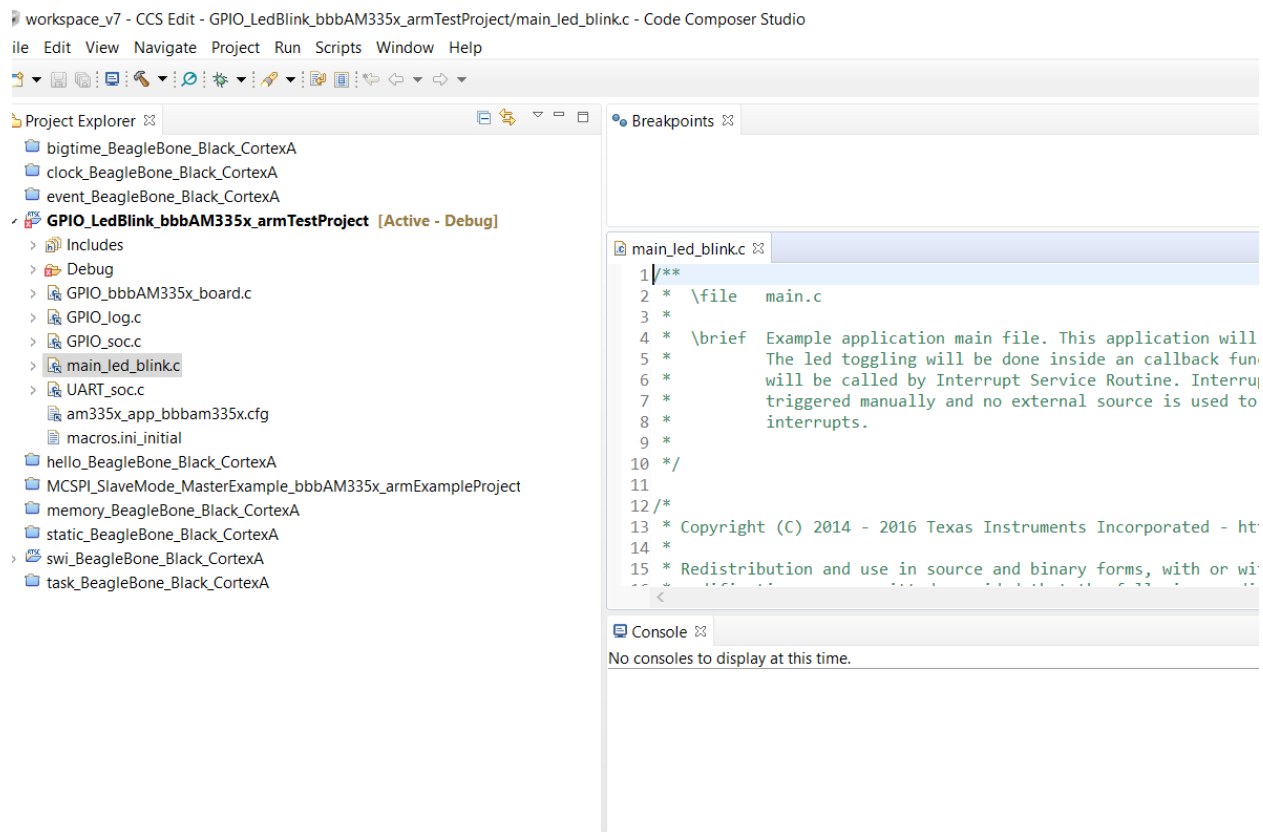 workspace_v7 - CCS Edit - GPIO_LedBlink_bbbAM335x_armTestProject/main_led_blink.c - Code Composer Studio
ile Edit View Navigate Project Run Scripts Window Help
Project Explorer
bigtime_BeagleBone_Black_CortexA
clock_BeagleBone_Black_CortexA
event_BeagleBone_Black_CortexA
GPIO_LedBlink_bbbAM335x_armTestProject [Active - Debug]
Includes
Debug
GPIO_bbbAM335x_board.c
GPIO_log.c
GPIO_soc.c
main_led_blink.c
UART_soc.c
am335x_app_bbbam335x.cfg
macros.ini_initial
hello_BeagleBone_Black_CortexA
MCSPI_SlaveMode_MasterExample_bbbAM335x_armExampleProject
memory_BeagleBone_Black_CortexA
static_BeagleBone_Black_CortexA
swi_BeagleBone_Black_CortexA
task_BeagleBone_Black_CortexA
Breakpoints
main_led_blink.c
1 /**
2 * \file main.c
3 *
4 * \brief Example application main file. This application will
5 * The led toggling will be done inside an callback fun
6 * will be called by Interrupt Service Routine. Interru
7 * triggered manually and no external source is used to
8 * interrupts.
9 *
10 */
11
12 /*
13 * Copyright (C) 2014 - 2016 Texas Instruments Incorporated - ht
14 *
15 * Redistribution and use in source and binary forms, with or wi
Console
No consoles to display at this time.